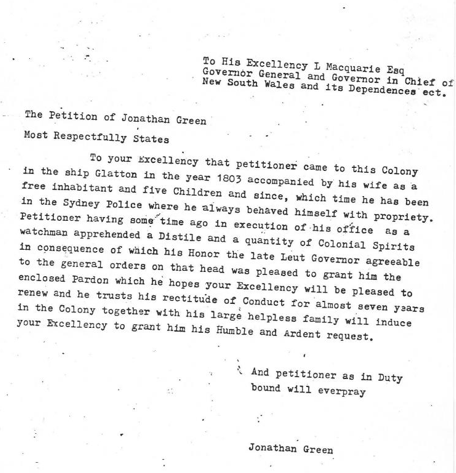 To His Excellency L Macquarie Esq
Governor General and Governor in Chief of
New South Wales and its Dependences ect.
The Petition of Jonathan Green
Most Respectfully States
To your Excellency that petitioner came to this Colony
in the ship Glatton in the year 1803 accompanied by his wife as a
free inhabitant and five Children and since, which time he has been
in the Sydney Police where he always behaved himself with propriety.
Petitioner having some time ago in execution of his office as a
watchman apprehended a Distile and a quantity of Colonial Spirits
in consequence of which his Honor the late Leut Governor agreeable
to the general orders on that head was pleased to grant him the
enclosed Pardon which he hopes your Excellency will be pleased to
renew and he trusts his rectitude of Conduct for almost seven years
in the Colony together with his large helpless family will induce
your Excellency to grant him his Humble and Ardent request.
And petitioner as in Duty
bound will everpray
Jonathan Green